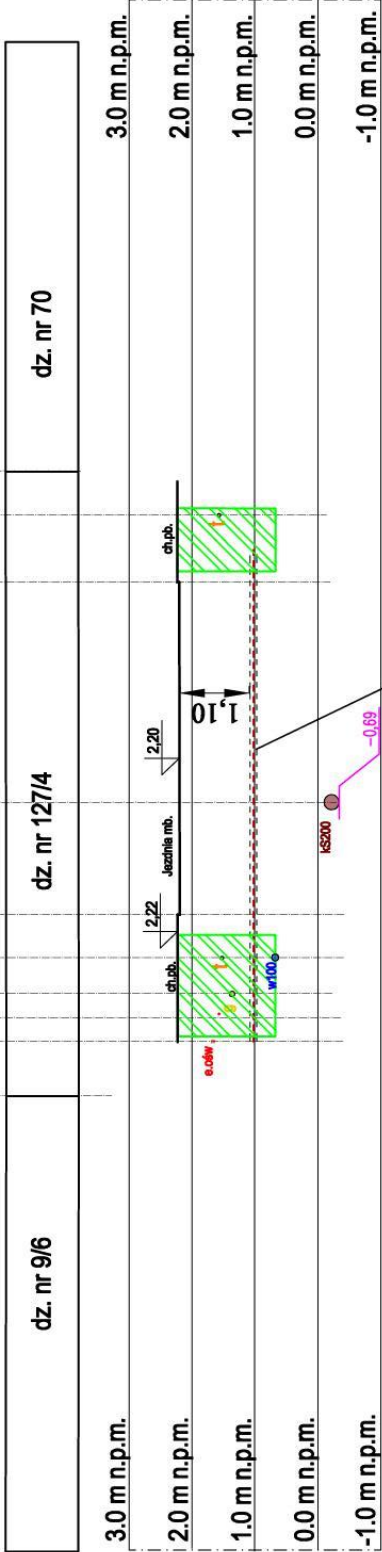 dz. nr 9/6
dz. nr 127/4
dz. nr 70
3.0 m n.p.m.
3.0 m n.p.m.
2.0 m n.p.m.
2.0 m n.p.m.
1.0 m n.p.m.
1.0 m n.p.m.
0.0 m n.p.m.
0.0 m n.p.m.
-1.0 m n.p.m.
-1.0 m n.p.m.
2,22
2,20
ch.pb.
Jezdnia mb.
ch.pb.
e.ośw.
g
t
t
w100
1,10
kS200
-0,69